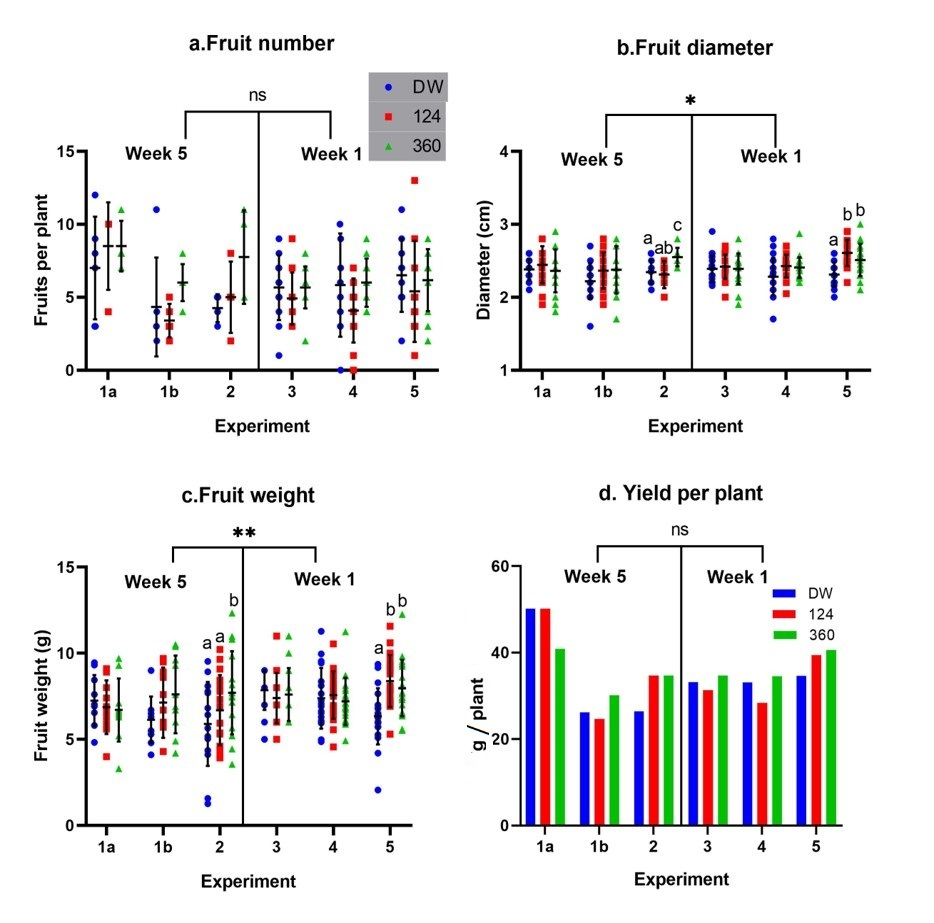 a.Fruit number
ns
DW
124
360
Week 5
Week 1
15
10
5
0
Fruits per plant
1a 1b 2 3 4 5
Experiment
b.Fruit diameter
*
Week 5
Week 1
4
3
2
1
Diameter (cm)
a ab c
a b b
1a 1b 2 3 4 5
Experiment
c.Fruit weight
**
Week 5
Week 1
15
10
5
0
Fruit weight (g)
a a b
a b b
1a 1b 2 3 4 5
Experiment
d. Yield per plant
ns
Week 5
Week 1
DW
124
360
60
40
20
0
g / plant
1a 1b 2 3 4 5
Experiment